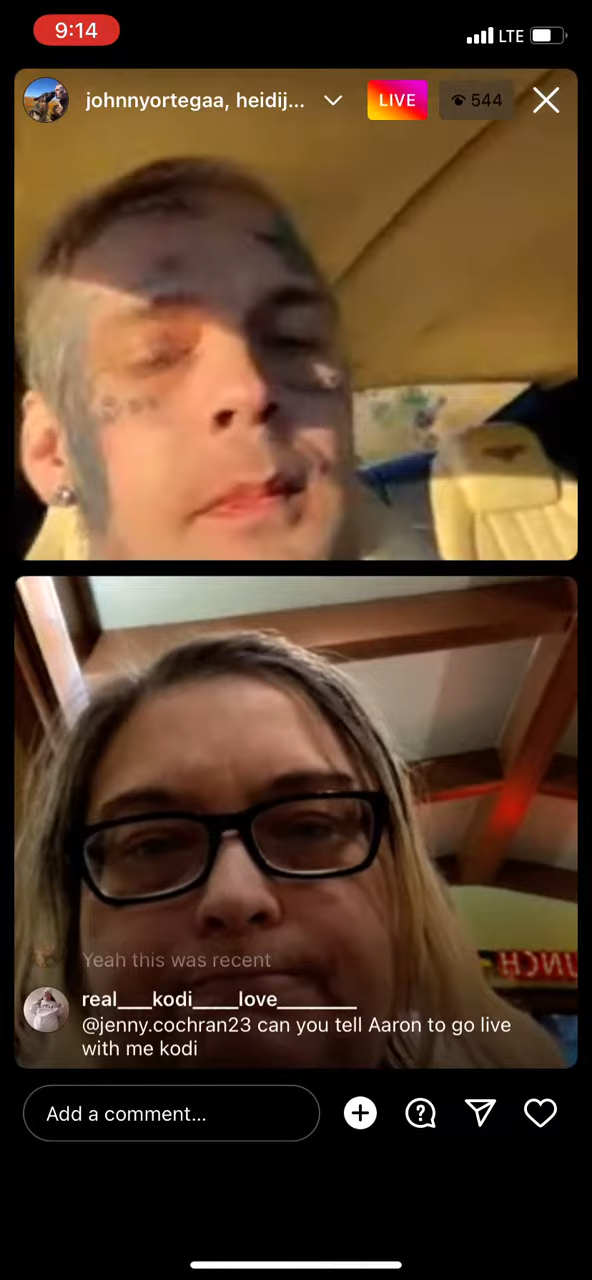 9:14
LTE
johnnyortegaa, heidij...
LIVE
544
Yeah this was recent
real___kodi____love________
@jenny.cochran23 can you tell Aaron to go live
with me kodi
Add a comment...